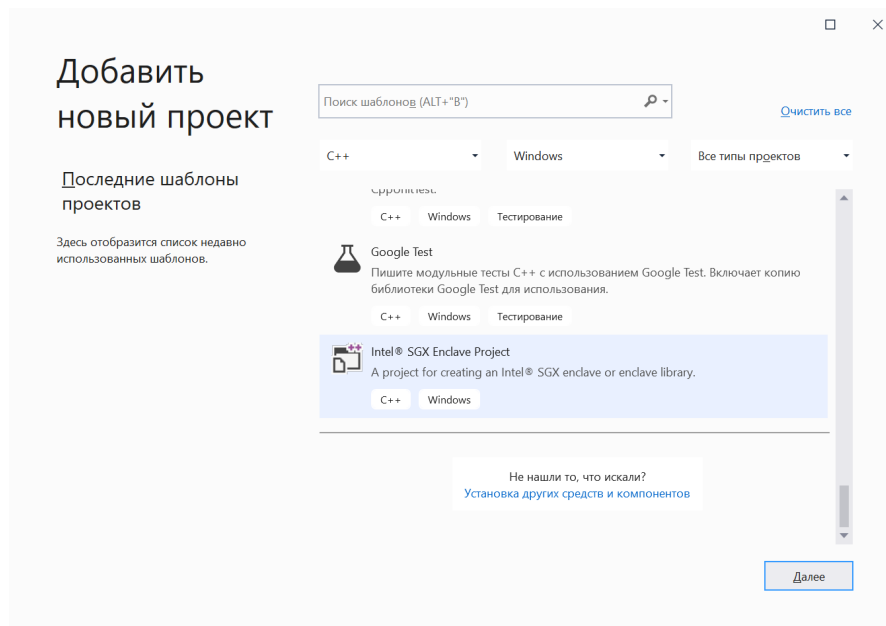 Добавить
новый проект
Последние шаблоны
проектов
Здесь отобразится список недавно
использованных шаблонов.
Поиск шаблонов (ALT+"B")
Очистить все
C++
Windows
Все типы проектов
C++ Windows Тестирование
Google Test
Пишите модульные тесты C++ с использованием Google Test. Включает копию
библиотеки Google Test для использования.
C++ Windows Тестирование
Intel® SGX Enclave Project
A project for creating an Intel® SGX enclave or enclave library.
C++ Windows
Не нашли то, что искали?
Установка других средств и компонентов
Далее